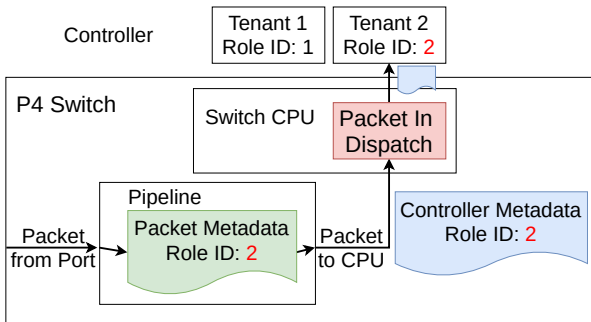 Controller
Tenant 1
Role ID: 1
Tenant 2
Role ID: 2
P4 Switch
Switch CPU
Packet In
Dispatch
Pipeline
Packet
from Port
Packet Metadata
Role ID: 2
Packet
to CPU
Controller Metadata
Role ID: 2